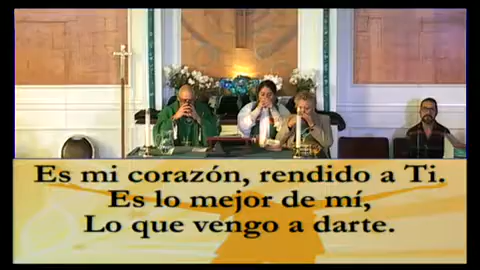 Es mi corazón, rendido a Ti.
Es lo mejor de mí,
Lo que vengo a darte.